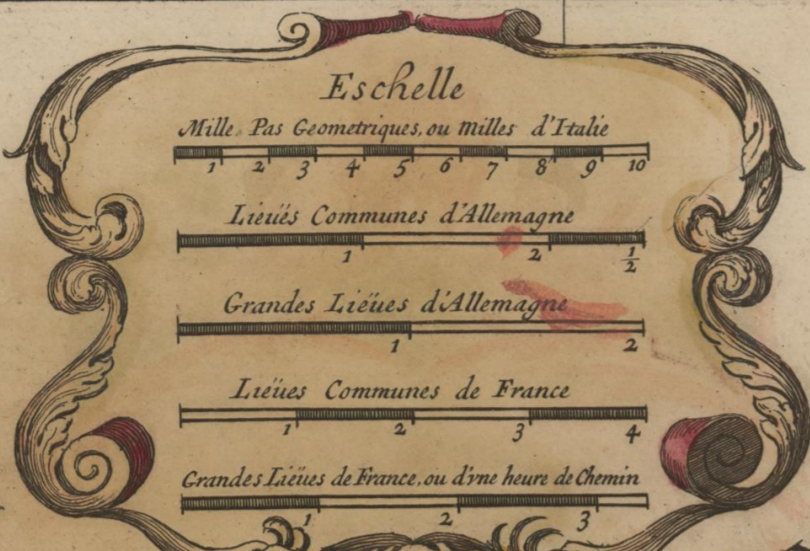 Eschelle
Mille Pas Geometriques, ou milles d'Italie
1 2 3 4 5 6 7 8 9 10
Lieuës Communes d'Allemagne
1 2 1/2
Grandes Lieües d'Allemagne
1 2
Lieües Communes de France
1 2 3 4
Grandes Lieües de France, ou d'vne heure de Chemin
1 2 3